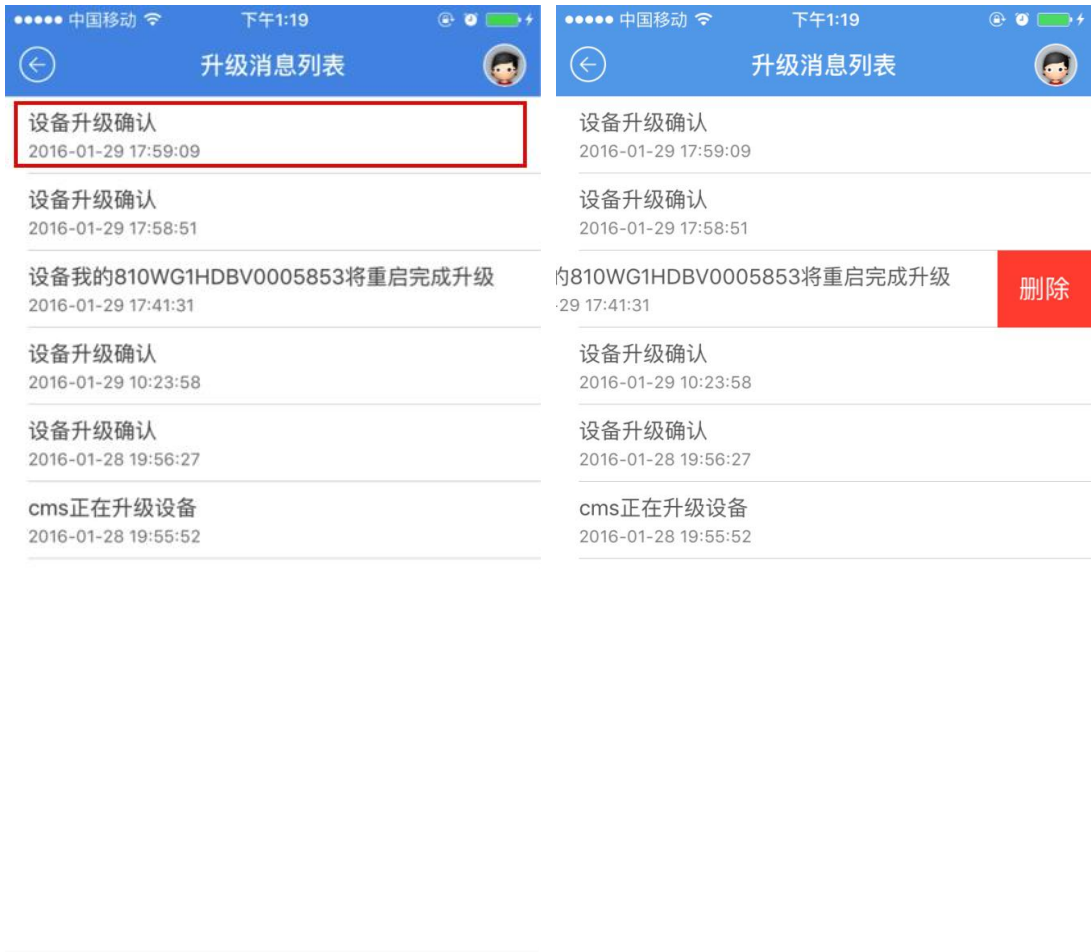 中国移动 下午1:19
升级消息列表
设备升级确认
2016-01-29 17:59:09
设备升级确认
2016-01-29 17:58:51
设备我的810WG1HDBV0005853将重启完成升级
2016-01-29 17:41:31
设备升级确认
2016-01-29 10:23:58
设备升级确认
2016-01-28 19:56:27
cms正在升级设备
2016-01-28 19:55:52
中国移动 下午1:19
升级消息列表
设备升级确认
2016-01-29 17:59:09
设备升级确认
2016-01-29 17:58:51
的810WG1HDBV0005853将重启完成升级
-29 17:41:31
删除
设备升级确认
2016-01-29 10:23:58
设备升级确认
2016-01-28 19:56:27
cms正在升级设备
2016-01-28 19:55:52